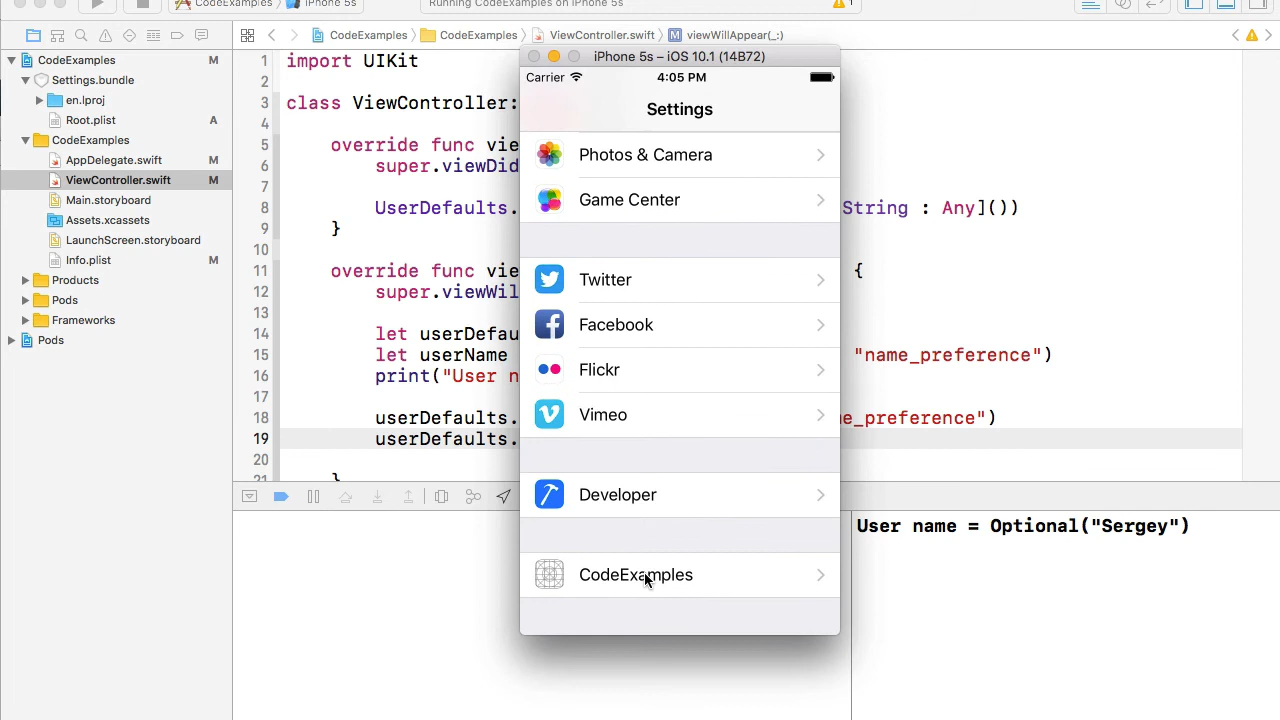 CodeExamples iPhone 5s
Running CodeExamples on iPhone 5s
1
CodeExamples CodeExamples ViewController.swift M viewWillAppear(_:)
CodeExamples M
Settings.bundle
en.lproj
Root.plist A
CodeExamples
AppDelegate.swift M
ViewController.swift M
Main.storyboard
Assets.xcassets
LaunchScreen.storyboard
Info.plist M
Products
Pods
Frameworks
Pods
1 import UIKit
2
3 class ViewController:
4
5 override func vie
6 super.viewDid
7
8 UserDefaults. String : Any]())
9 }
10
11 override func vie {
12 super.viewWil
13
14 let userDefau
15 let userName "name_preference")
16 print("User n
17
18 userDefaults. e_preference")
19 userDefaults.
20
21 }
iPhone 5s – iOS 10.1 (14B72)
Carrier 4:05 PM
Settings
Photos & Camera
Game Center
Twitter
Facebook
Flickr
Vimeo
Developer
CodeExamples
User name = Optional("Sergey")